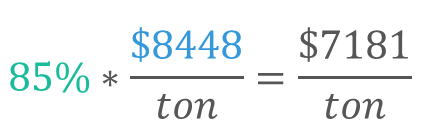 85% * $8448/ton = $7181/ton